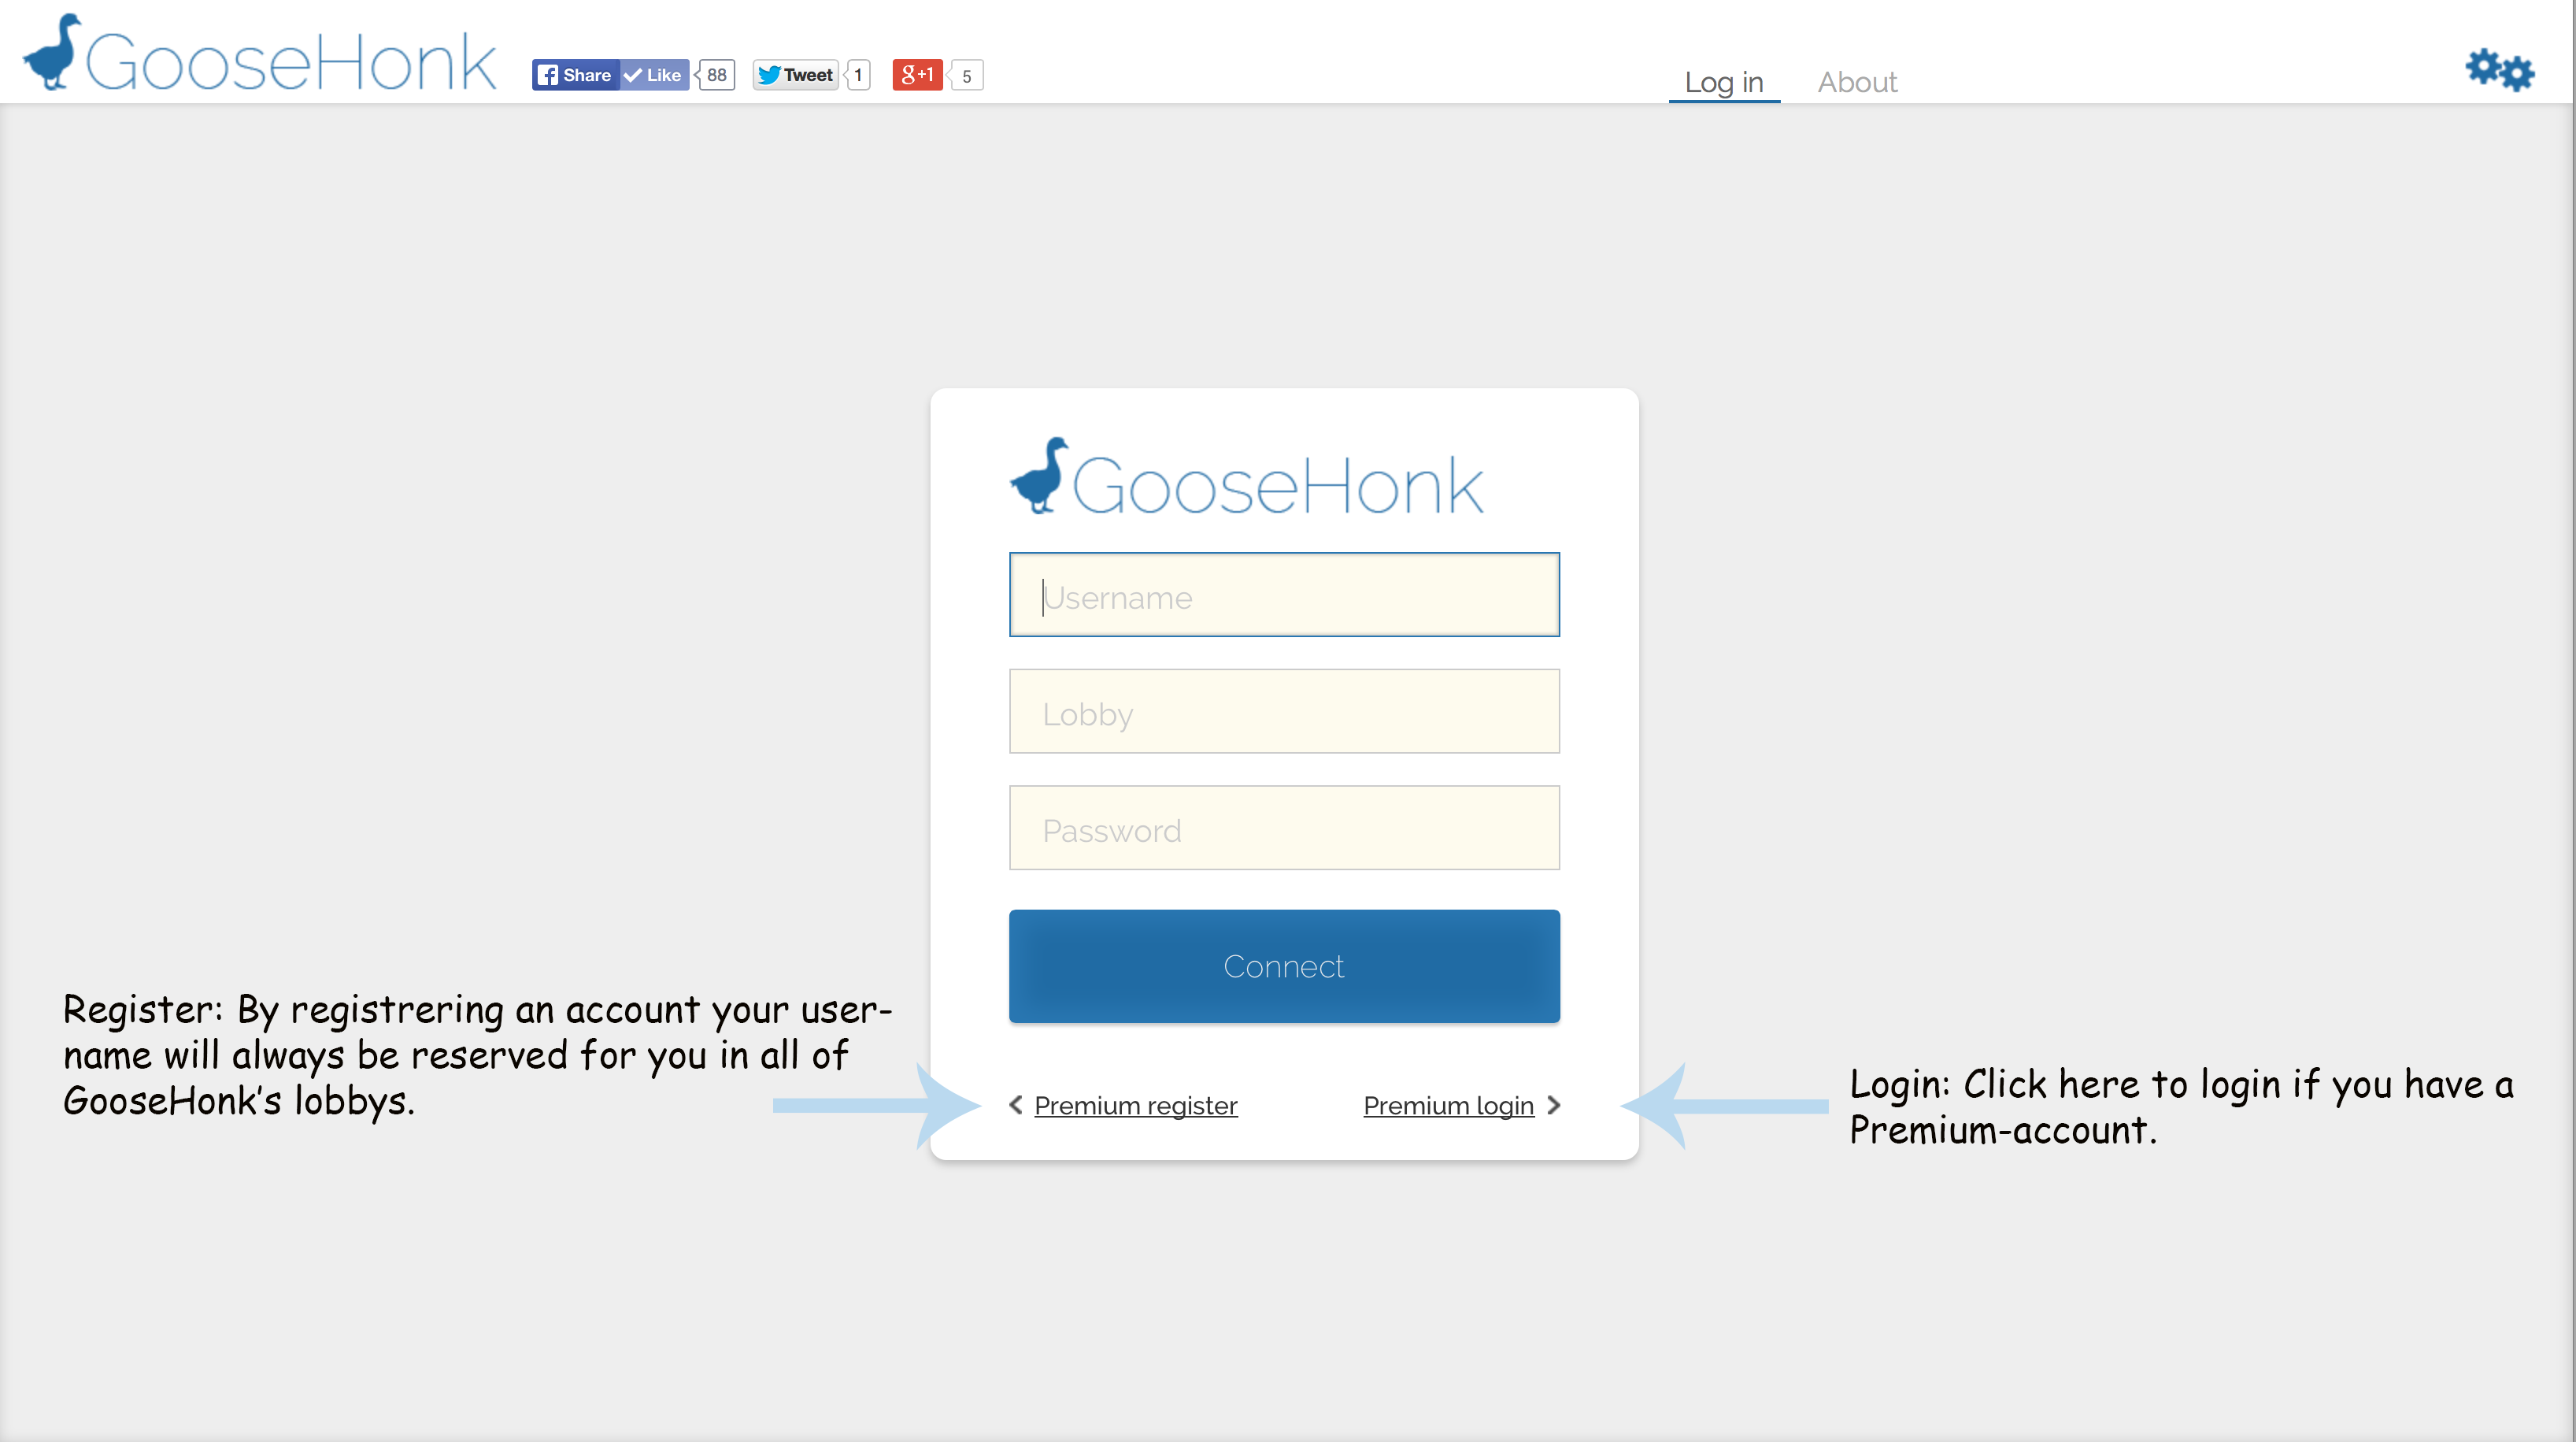 GooseHonk
Share Like 88 Tweet 1 g+1 5
Log in About
GooseHonk
Username
Lobby
Password
Connect
Register: By registrering an account your user-
name will always be reserved for you in all of
GooseHonk's lobbys.
Premium register
Premium login
Login: Click here to login if you have a
Premium-account.